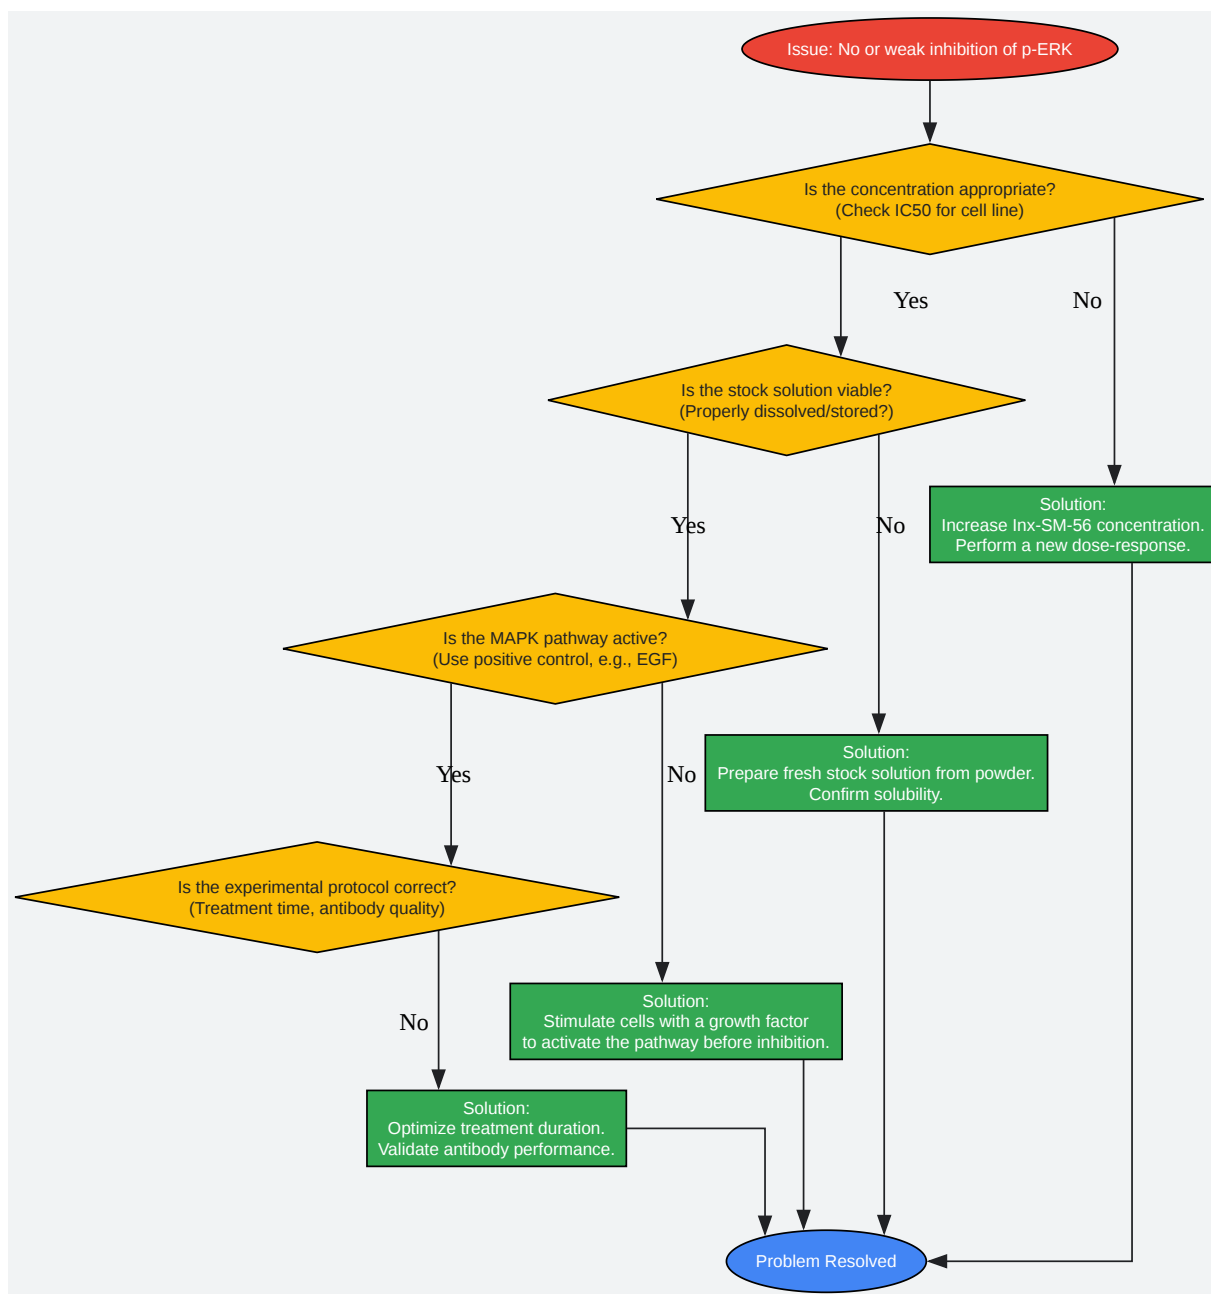 Issue: No or weak inhibition of p-ERK
Is the concentration appropriate?
(Check IC50 for cell line)
Yes
No
Is the stock solution viable?
(Properly dissolved/stored?)
Solution:
Increase Inx-SM-56 concentration.
Perform a new dose-response.
Yes
No
Is the MAPK pathway active?
(Use positive control, e.g., EGF)
Solution:
Prepare fresh stock solution from powder.
Confirm solubility.
Yes
No
Is the experimental protocol correct?
(Treatment time, antibody quality)
Solution:
Stimulate cells with a growth factor
to activate the pathway before inhibition.
No
Solution:
Optimize treatment duration.
Validate antibody performance.
Problem Resolved